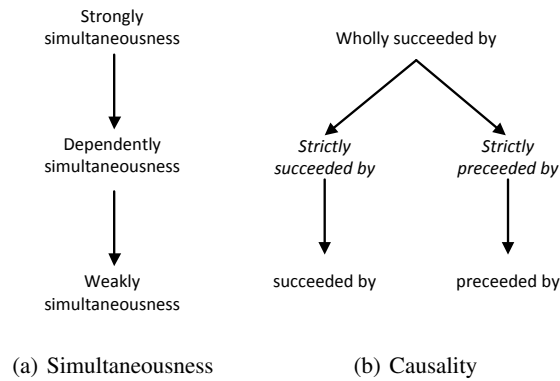 Strongly
simultaneousness
Dependently
simultaneousness
Weakly
simultaneousness
(a) Simultaneousness
Wholly succeeded by
Strictly
succeeded by
Strictly
preceeded by
succeeded by
preceeded by
(b) Causality